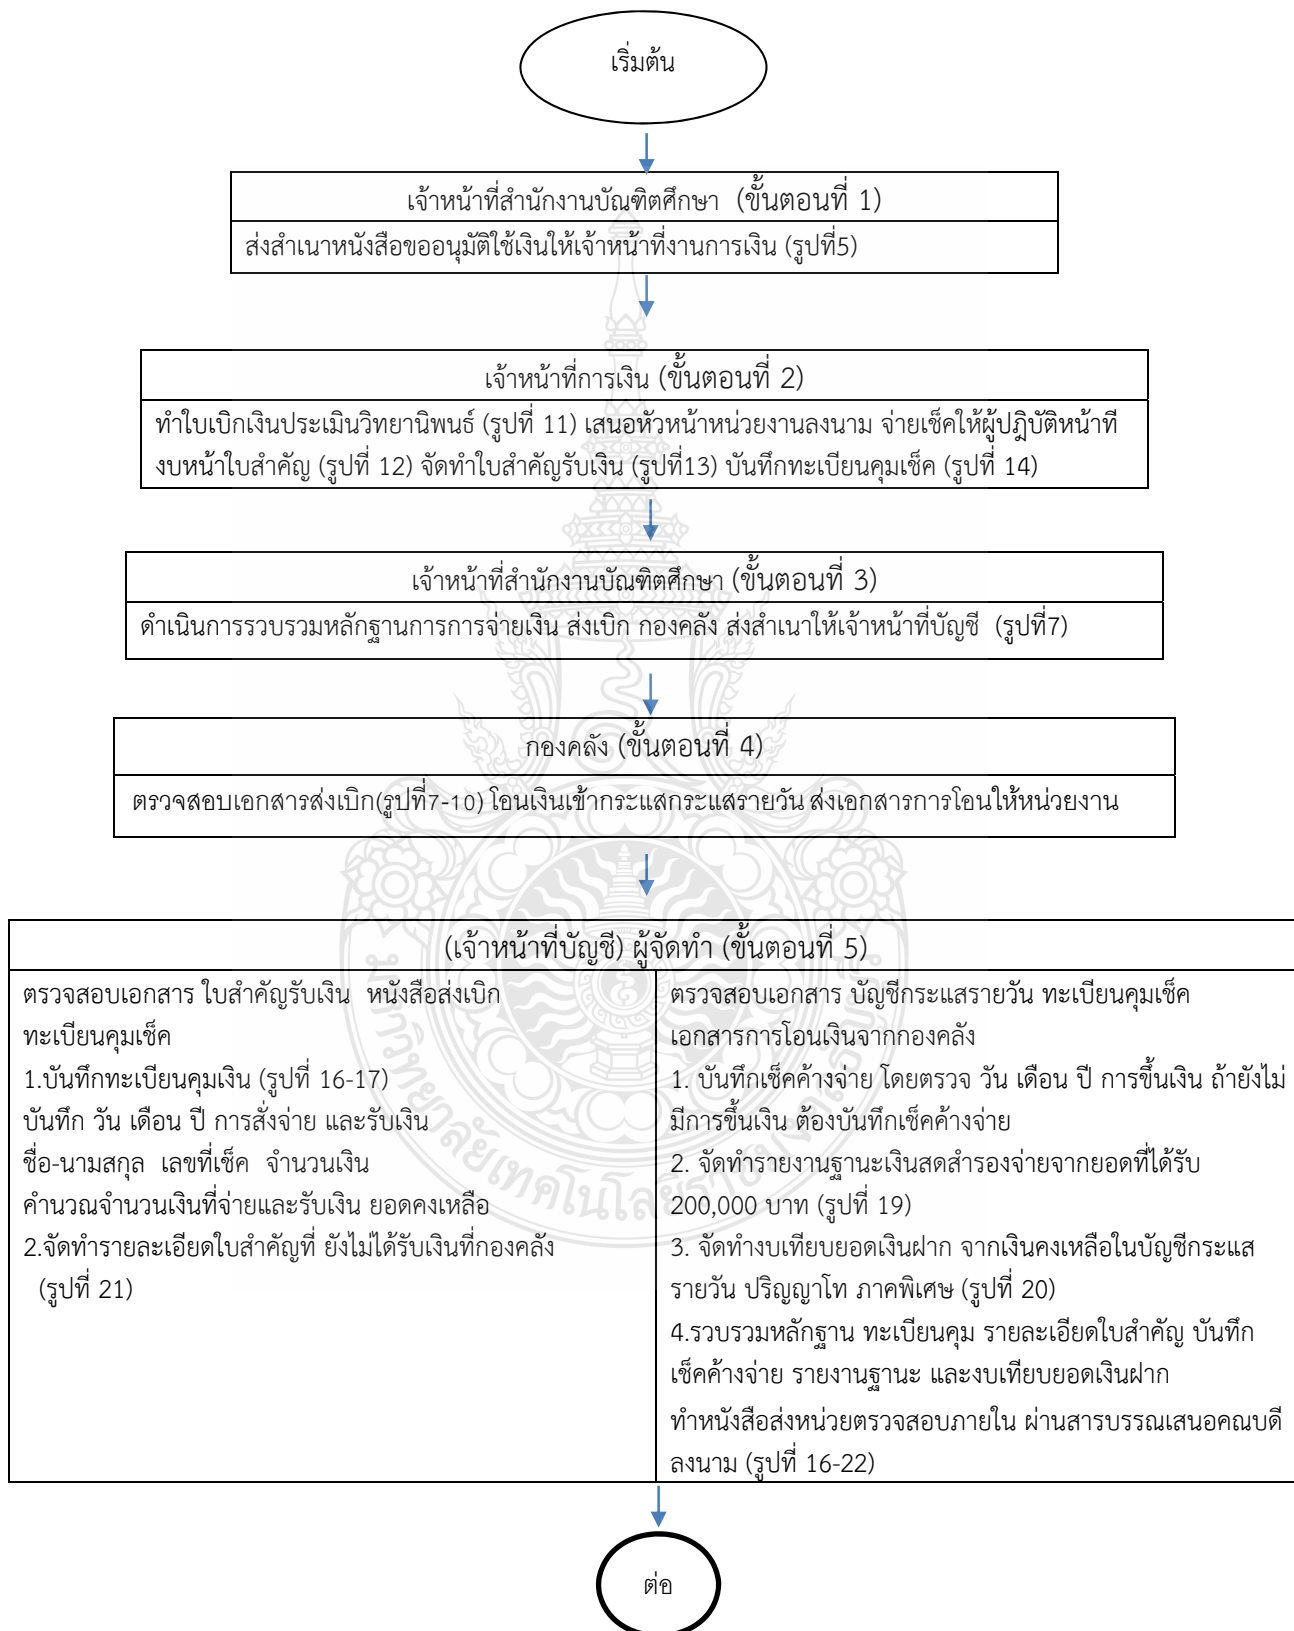 เริ่มต้น
เจ้าหน้าที่สำนักงานบัณฑิตศึกษา (ขั้นตอนที่ 1)
ส่งสำเนาหนังสือขออนุมัติใช้เงินให้เจ้าหน้าที่งานการเงิน (รูปที่5)
เจ้าหน้าที่การเงิน (ขั้นตอนที่ 2)
ทำใบเบิกเงินประเมินวิทยานิพนธ์ (รูปที่ 11) เสนอหัวหน้าหน่วยงานลงนาม จ่ายเช็คให้ผู้ปฎิบัติหน้าที
งบหน้าใบสำคัญ (รูปที่ 12) จัดทำใบสำคัญรับเงิน (รูปที่13) บันทึกทะเบียนคุมเช็ค (รูปที่ 14)
เจ้าหน้าที่สำนักงานบัณฑิตศึกษา (ขั้นตอนที่ 3)
ดำเนินการรวบรวมหลักฐานการการจ่ายเงิน ส่งเบิก กองคลัง ส่งสำเนาให้เจ้าหน้าที่บัญชี (รูปที่7)
กองคลัง (ขั้นตอนที่ 4)
ตรวจสอบเอกสารส่งเบิก(รูปที่7-10) โอนเงินเข้ากระแสกระแสรายวัน ส่งเอกสารการโอนให้หน่วยงาน
(เจ้าหน้าที่บัญชี) ผู้จัดทำ (ขั้นตอนที่ 5)
ตรวจสอบเอกสาร ใบสำคัญรับเงิน หนังสือส่งเบิก
ทะเบียนคุมเช็ค
1.บันทึกทะเบียนคุมเงิน (รูปที่ 16-17)
บันทึก วัน เดือน ปี การสั่งจ่าย และรับเงิน
ชื่อ-นามสกุล เลขที่เช็ค จำนวนเงิน
คำนวณจำนวนเงินที่จ่ายและรับเงิน ยอดคงเหลือ
2.จัดทำรายละเอียดใบสำคัญที่ ยังไม่ได้รับเงินที่กองคลัง
(รูปที่ 21)
ตรวจสอบเอกสาร บัญชีกระแสรายวัน ทะเบียนคุมเช็ค
เอกสารการโอนเงินจากกองคลัง
1. บันทึกเช็คค้างจ่าย โดยตรวจ วัน เดือน ปี การขึ้นเงิน ถ้ายังไม่
มีการขึ้นเงิน ต้องบันทึกเช็คค้างจ่าย
2. จัดทำรายงานฐานะเงินสดสำรองจ่ายจากยอดที่ได้รับ
200,000 บาท (รูปที่ 19)
3. จัดทำงบเทียบยอดเงินฝาก จากเงินคงเหลือในบัญชีกระแส
รายวัน ปริญญาโท ภาคพิเศษ (รูปที่ 20)
4.รวบรวมหลักฐาน ทะเบียนคุม รายละเอียดใบสำคัญ บันทึก
เช็คค้างจ่าย รายงานฐานะ และงบเทียบยอดเงินฝาก
ทำหนังสือส่งหน่วยตรวจสอบภายใน ผ่านสารบรรณเสนอคณบดี
ลงนาม (รูปที่ 16-22)
ต่อ